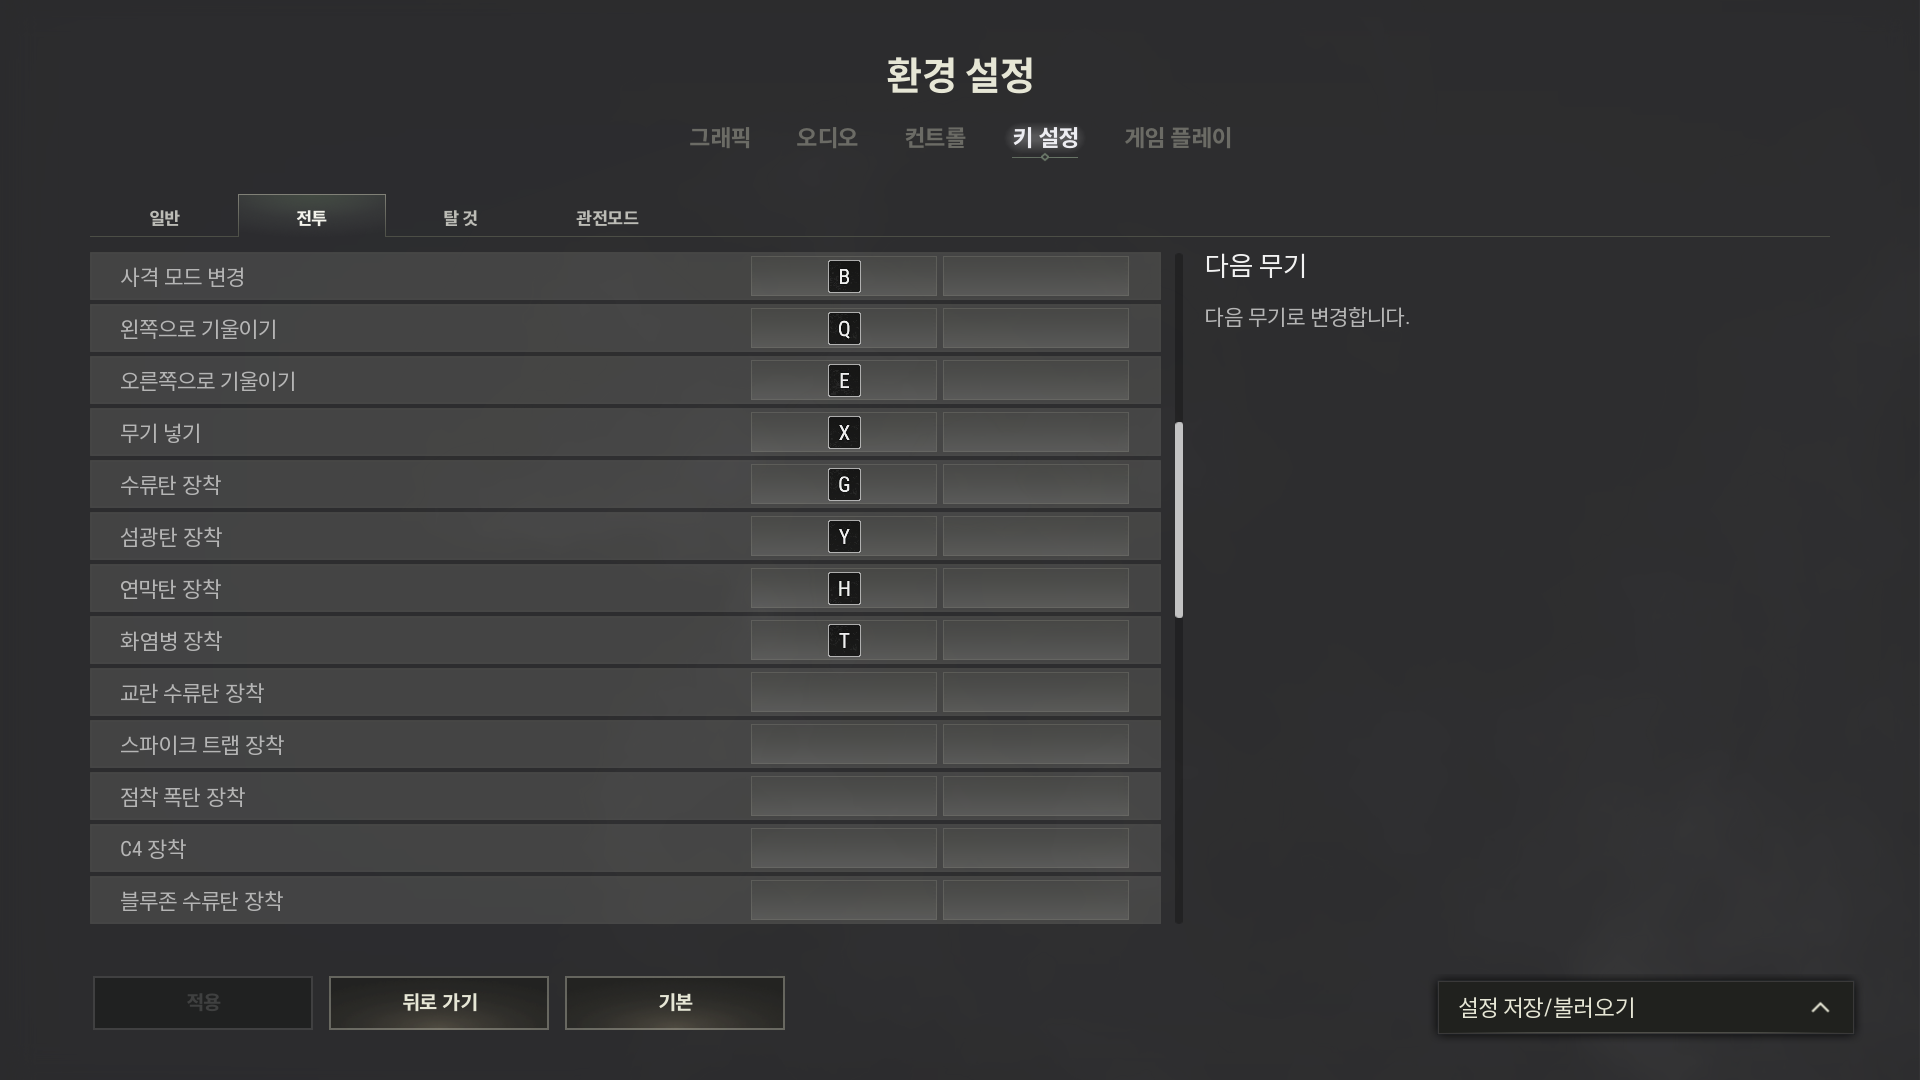 환경 설정
그래픽 오디오 컨트롤 키 설정 게임 플레이
일반 전투 탈 것 관전모드
사격 모드 변경 B
왼쪽으로 기울이기 Q
오른쪽으로 기울이기 E
무기 넣기 X
수류탄 장착 G
섬광탄 장착 Y
연막탄 장착 H
화염병 장착 T
교란 수류탄 장착
스파이크 트랩 장착
점착 폭탄 장착
C4 장착
블루존 수류탄 장착
다음 무기
다음 무기로 변경합니다.
적용 뒤로 가기 기본
설정 저장/불러오기